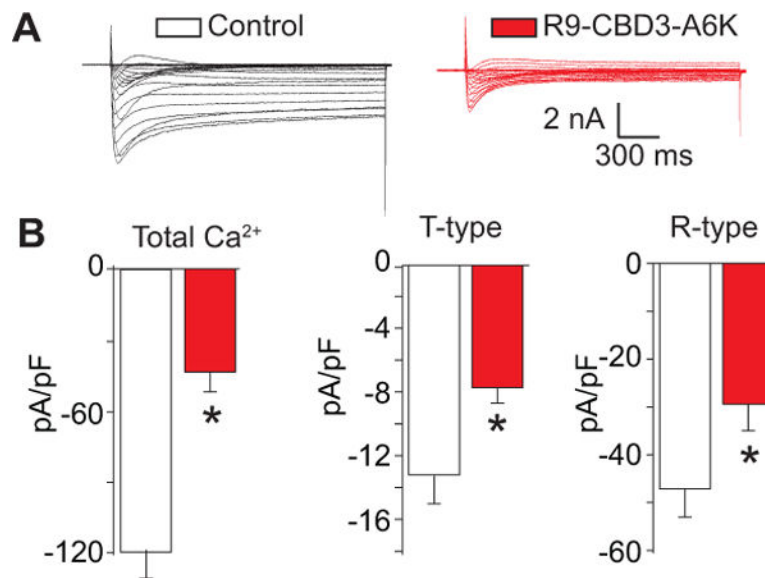 A
Control
R9-CBD3-A6K
2 nA
300 ms
B
Total Ca²⁺
T-type
R-type
pA/pF
0
-60
-120
*
pA/pF
0
-4
-8
-12
-16
*
pA/pF
0
-20
-40
-60
*